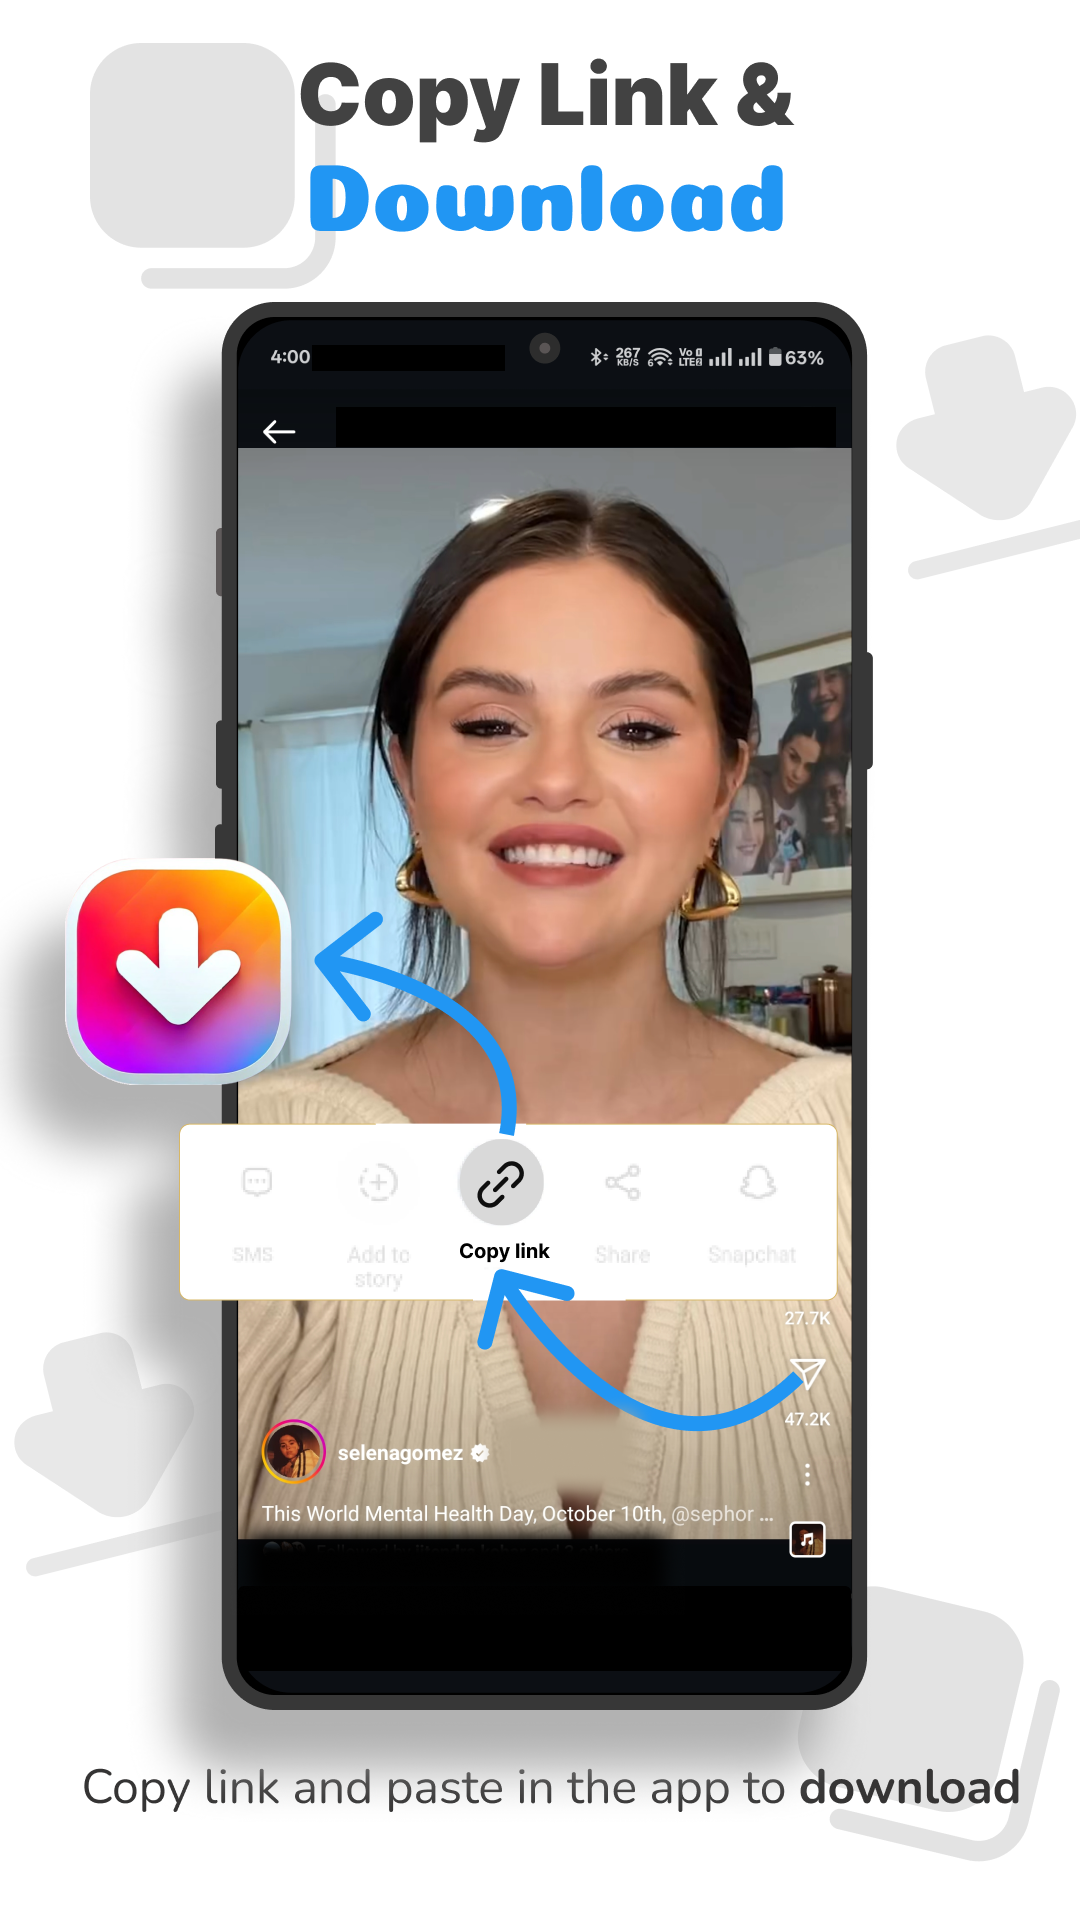 Copy Link &
Download
4:00
267
KB/S
6
Vo
LTE2
63%
SMS
Add to
story
Copy link
Share
Snapchat
27.7K
47.2K
selenagomez
This World Mental Health Day, October 10th, @sephor ...
Copy link and paste in the app to download